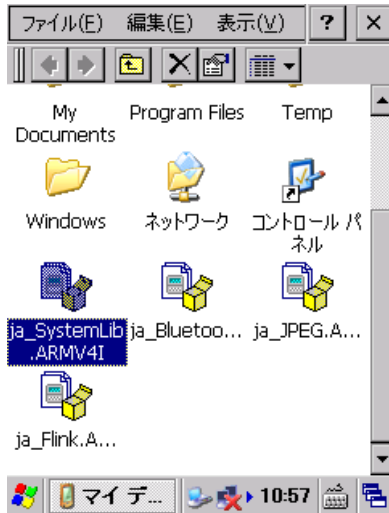 ファイル(F) 編集(E) 表示(V) ? ×
My Documents
Program Files
Temp
Windows
ネットワーク
コントロール パネル
ja_SystemLib.ARMV4I
ja_Bluetoo...
ja_JPEG.A...
ja_Flink.A...
マイ デ... 10:57